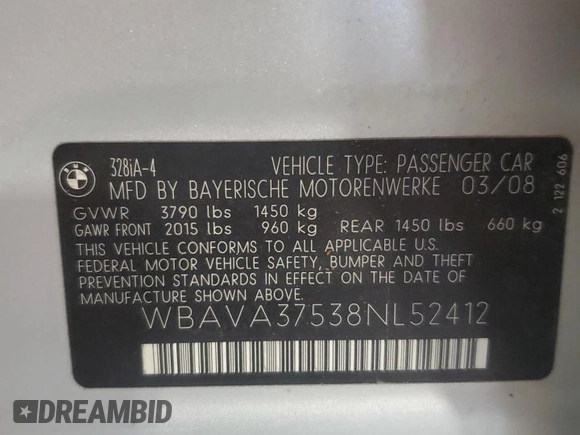 328iA-4 VEHICLE TYPE: PASSENGER CAR
MFD BY BAYERISCHE MOTORENWERKE 03/08
GVWR 3790 lbs 1450 kg
GAWR FRONT 2015 lbs 960 kg REAR 1450 lbs 660 kg
THIS VEHICLE CONFORMS TO ALL APPLICABLE U.S.
FEDERAL MOTOR VEHICLE SAFETY, BUMPER AND THEFT
PREVENTION STANDARDS IN EFFECT ON THE DATE OF
MANUFACTURE SHOWN ABOVE.
WBAVA37538NL52412
2 122 606
DREAMBID